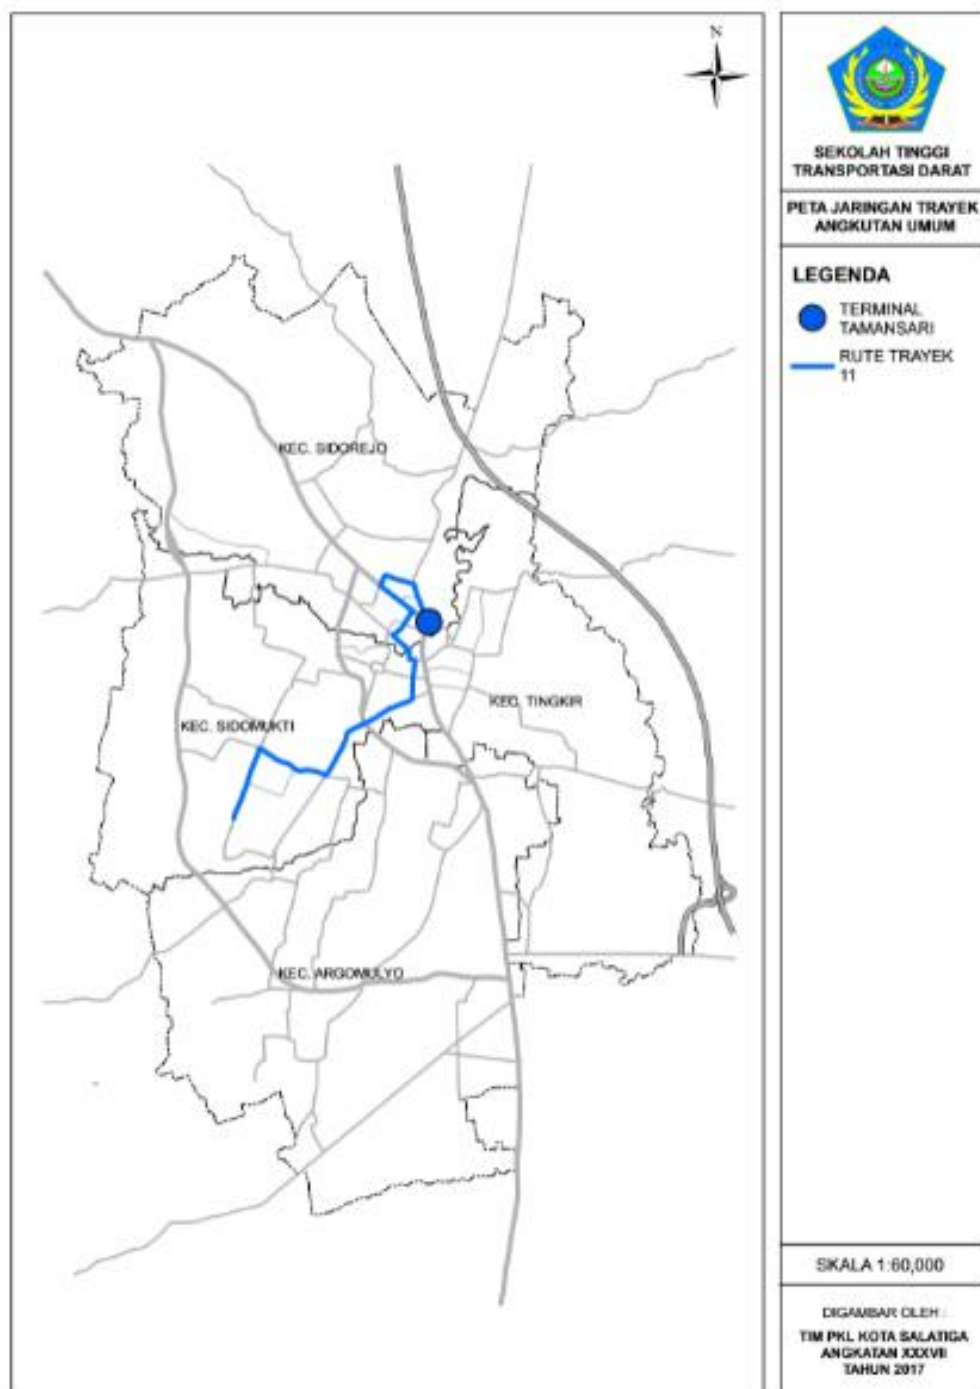 N
SEKOLAH TINGGI
TRANSPORTASI DARAT
PETA JARINGAN TRAYEK
ANGKUTAN UMUM
LEGENDA
TERMINAL
TAMANSARI
RUTE TRAYEK
11
KEC. SIDOREJO
KEC. TINGKIR
KEC. SIDOMUKTI
KEC. ARGOMULYO
SKALA 1:60,000
DIGAMBAR OLEH :
TIM PKL KOTA SALATIGA
ANGKATAN XXXVII
TAHUN 2017